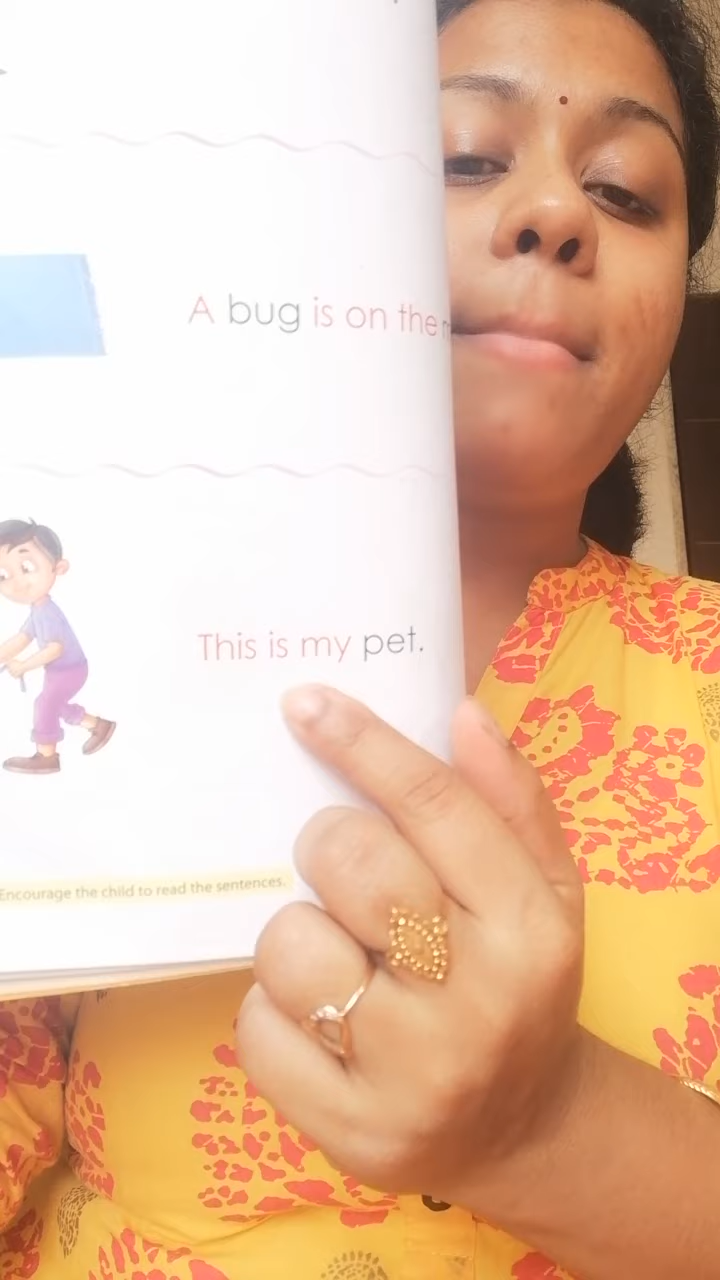 A bug is on the
This is my pet.
Encourage the child to read the sentences.